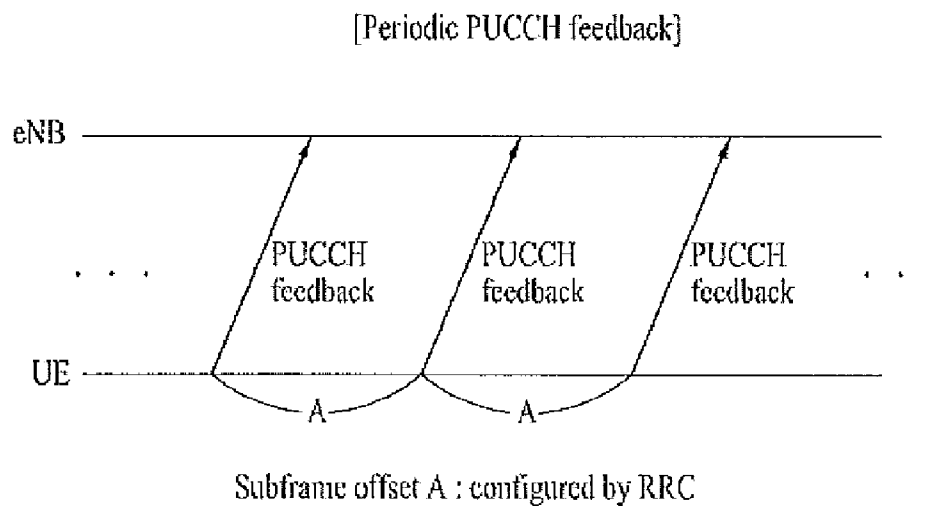 [Periodic PUCCH feedback]
eNB
PUCCH
feedback
PUCCH
feedback
PUCCH
feedback
UE
A
A
Subframe offset A : configured by RRC